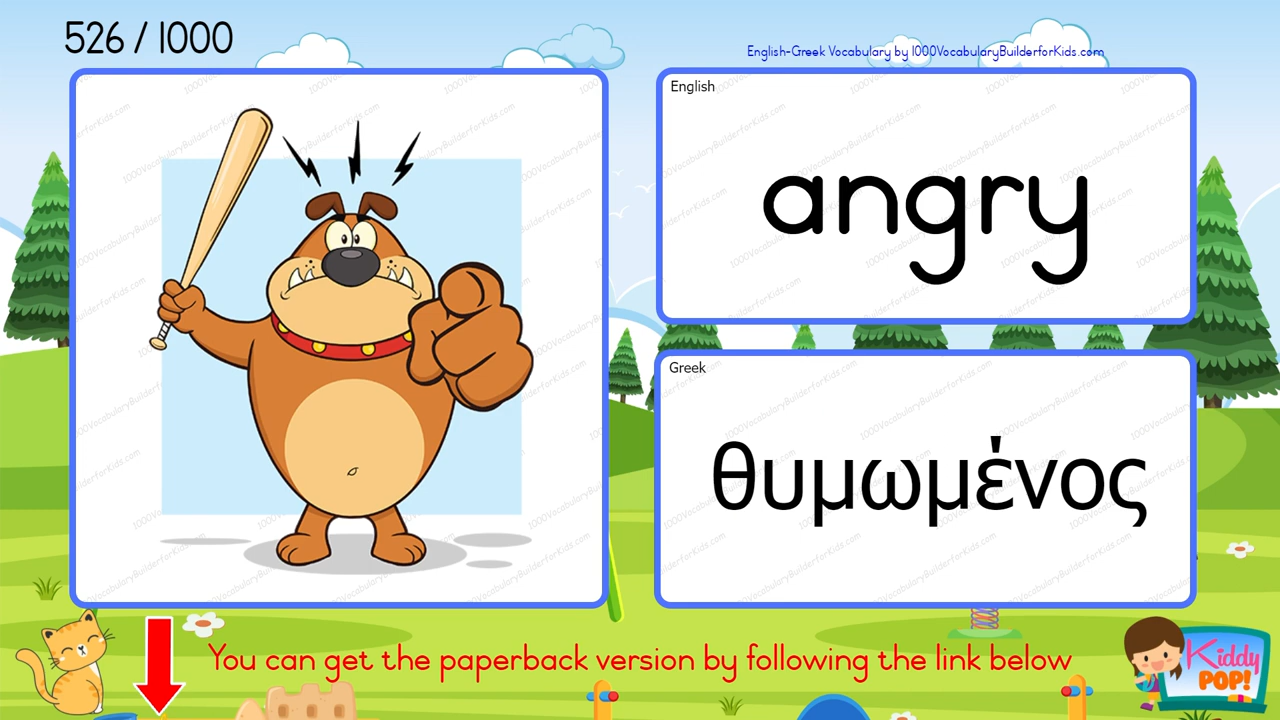 526 / 1000
English-Greek Vocabulary by 1000VocabularyBuilderforKids.com
English
angry
Greek
θυμωμένος
You can get the paperback version by following the link below
Kiddy
POP!